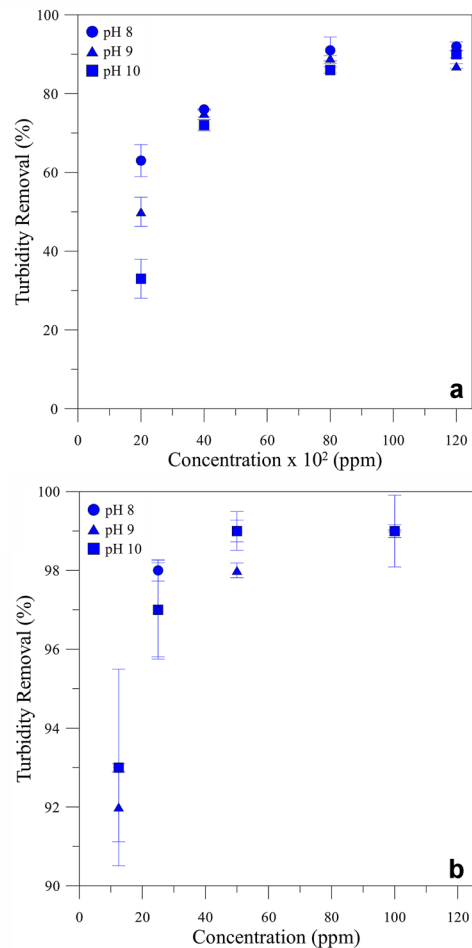 100
80
60
40
20
0
Turbidity Removal (%)
pH 8
pH 9
pH 10
a
0 20 40 60 80 100 120
Concentration x 10² (ppm)
100
98
96
94
92
90
Turbidity Removal (%)
pH 8
pH 9
pH 10
b
0 20 40 60 80 100 120
Concentration (ppm)